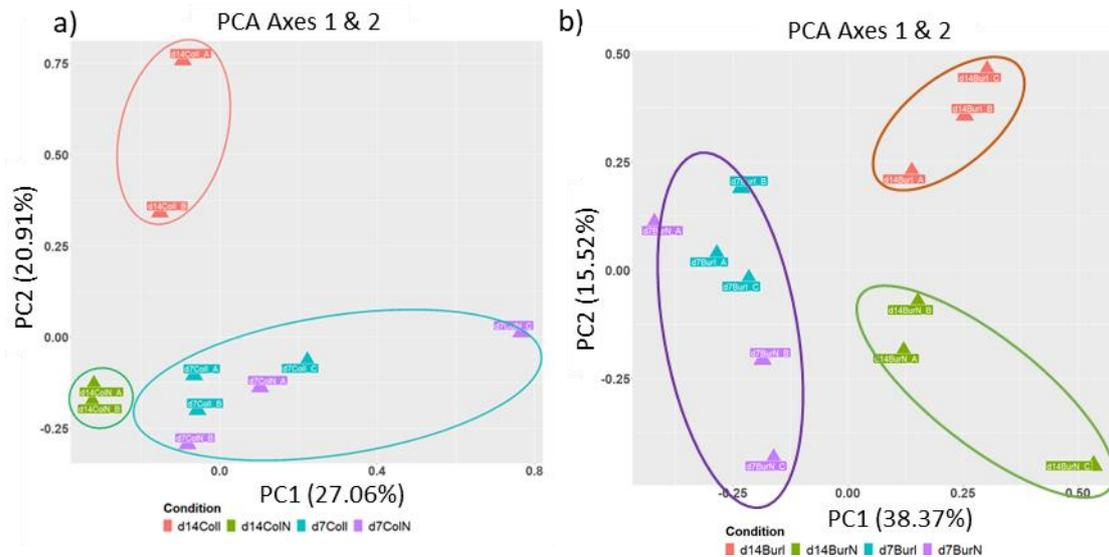 a)
PCA Axes 1 & 2
PC2 (20.91%)
0.75
0.50
0.25
0.00
-0.25
d14ColI_A
d14ColI_B
d7ColN_C
d7ColI_A
d7ColI_C
d14ColN_A
d7ColN_A
d14ColN_B
d7ColI_B
d7ColN_B
0.0 0.4 0.8
PC1 (27.06%)
Condition
d14ColI d14ColN d7ColI d7ColN
b)
PCA Axes 1 & 2
PC2 (15.52%)
0.50
0.25
0.00
-0.25
d14BurI_C
d14BurI_B
d14BurI_A
d7BurI_B
d7BurN_A
d7BurI_A
d7BurI_C
d14BurN_B
d7BurN_B
d14BurN_A
d7BurN_C
d14BurN_C
-0.25 0.00 0.25 0.50
PC1 (38.37%)
Condition
d14BurI d14BurN d7BurI d7BurN